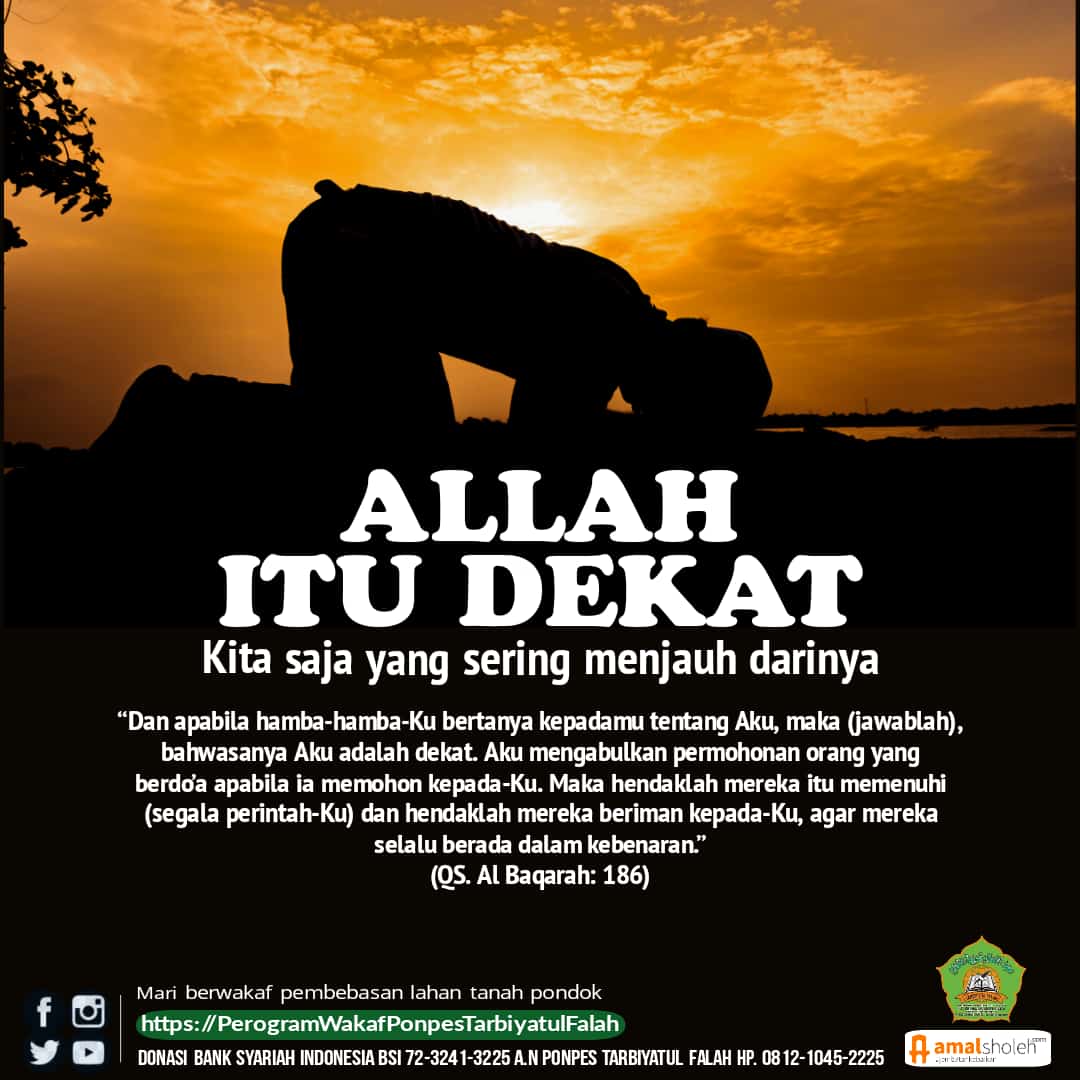 ALLAH
ITU DEKAT
Kita saja yang sering menjauh darinya
“Dan apabila hamba-hamba-Ku bertanya kepadamu tentang Aku, maka (jawablah),
bahwasanya Aku adalah dekat. Aku mengabulkan permohonan orang yang
berdo’a apabila ia memohon kepada-Ku. Maka hendaklah mereka itu memenuhi
(segala perintah-Ku) dan hendaklah mereka beriman kepada-Ku, agar mereka
selalu berada dalam kebenaran.”
(QS. Al Baqarah: 186)
Mari berwakaf pembebasan lahan tanah pondok
https://PerogramWakafPonpesTarbiyatulFalah
DONASI BANK SYARIAH INDONESIA BSI 72-3241-3225 A.N PONPES TARBIYATUL FALAH HP. 0812-1045-2225
amalsholeh.com